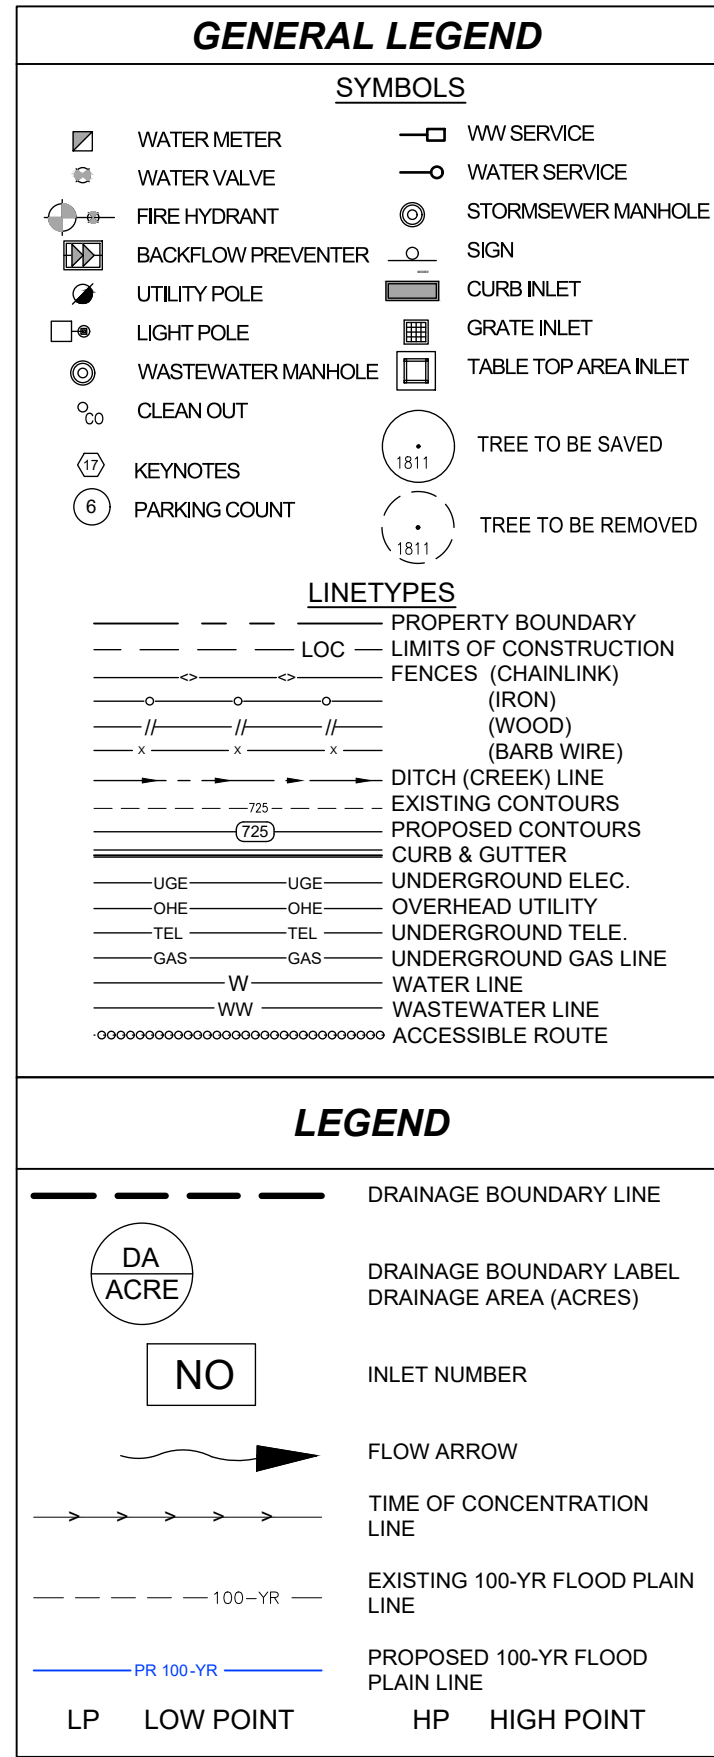 GENERAL LEGEND
SYMBOLS
WATER METER
WATER VALVE
FIRE HYDRANT
BACKFLOW PREVENTER
UTILITY POLE
LIGHT POLE
WASTEWATER MANHOLE
CO CLEAN OUT
17 KEYNOTES
6 PARKING COUNT
WW SERVICE
WATER SERVICE
STORMSEWER MANHOLE
SIGN
CURB INLET
GRATE INLET
TABLE TOP AREA INLET
1811 TREE TO BE SAVED
1811 TREE TO BE REMOVED
LINETYPES
PROPERTY BOUNDARY
LOC LIMITS OF CONSTRUCTION
<> <> FENCES (CHAINLINK)
(IRON)
// // // (WOOD)
x x x (BARB WIRE)
DITCH (CREEK) LINE
725 EXISTING CONTOURS
725 PROPOSED CONTOURS
CURB & GUTTER
UGE UGE UNDERGROUND ELEC.
OHE OHE OVERHEAD UTILITY
TEL TEL UNDERGROUND TELE.
GAS GAS UNDERGROUND GAS LINE
W WATER LINE
WW WASTEWATER LINE
ACCESSIBLE ROUTE
LEGEND
DRAINAGE BOUNDARY LINE
DA
ACRE
DRAINAGE BOUNDARY LABEL
DRAINAGE AREA (ACRES)
NO INLET NUMBER
FLOW ARROW
TIME OF CONCENTRATION
LINE
100-YR EXISTING 100-YR FLOOD PLAIN
LINE
PR 100-YR PROPOSED 100-YR FLOOD
PLAIN LINE
LP LOW POINT HP HIGH POINT